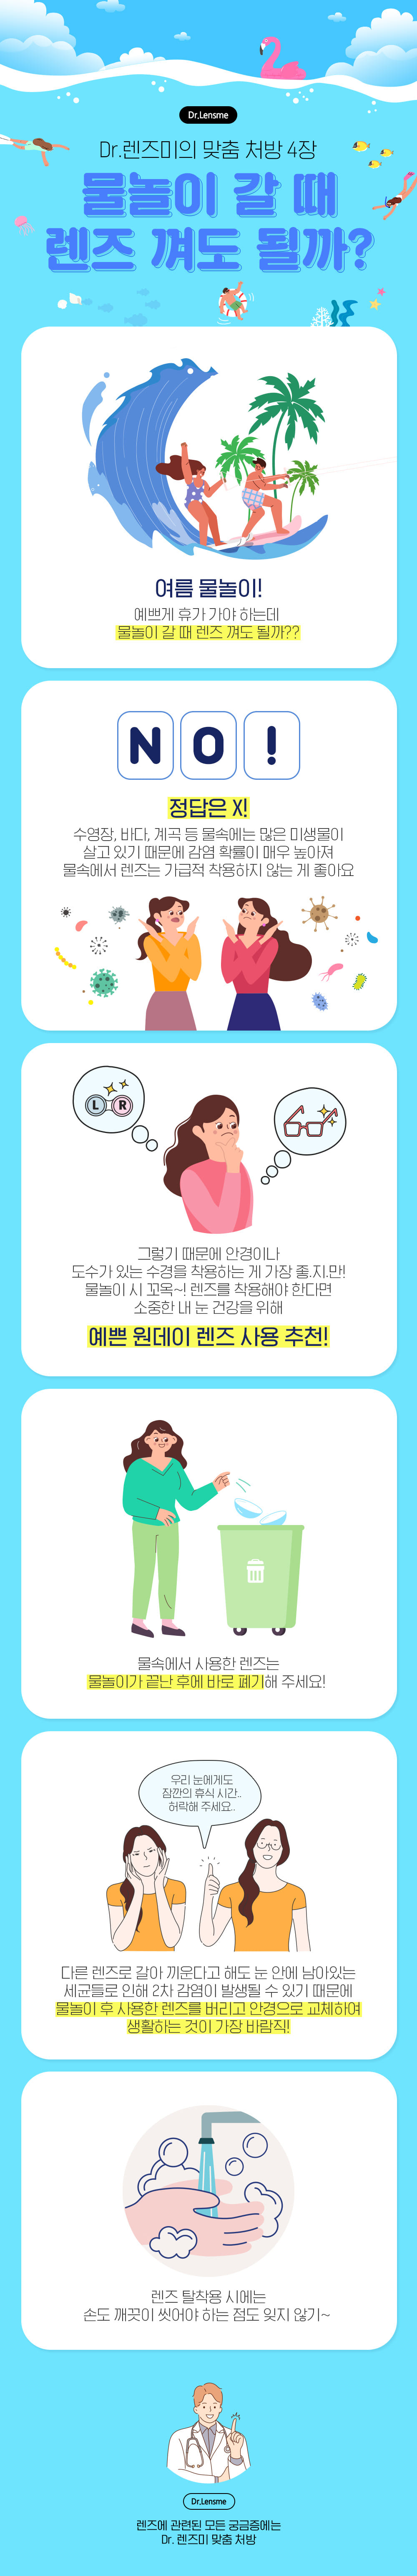 Dr.Lensme
Dr.렌즈미의 맞춤 처방 4장
물놀이 갈 때
렌즈 껴도 될까?
여름 물놀이!
예쁘게 휴가 가야 하는데
물놀이 갈 때 렌즈 껴도 될까??
NO!
정답은 X!
수영장, 바다, 계곡 등 물속에는 많은 미생물이
살고 있기 때문에 감염 확률이 매우 높아져
물속에서 렌즈는 가급적 착용하지 않는 게 좋아요
L R
그렇기 때문에 안경이나
도수가 있는 수경을 착용하는 게 가장 좋.지.만!
물놀이 시 꼬옥~! 렌즈를 착용해야 한다면
소중한 내 눈 건강을 위해
예쁜 원데이 렌즈 사용 추천!
물속에서 사용한 렌즈는
물놀이가 끝난 후에 바로 폐기해 주세요!
우리 눈에게도
잠깐의 휴식 시간..
허락해 주세요..
다른 렌즈로 갈아 끼운다고 해도 눈 안에 남아있는
세균들로 인해 2차 감염이 발생될 수 있기 때문에
물놀이 후 사용한 렌즈를 버리고 안경으로 교체하여
생활하는 것이 가장 바람직!
렌즈 탈착용 시에는
손도 깨끗이 씻어야 하는 점도 잊지 않기~
Dr.Lensme
렌즈에 관련된 모든 궁금증에는
Dr. 렌즈미 맞춤 처방